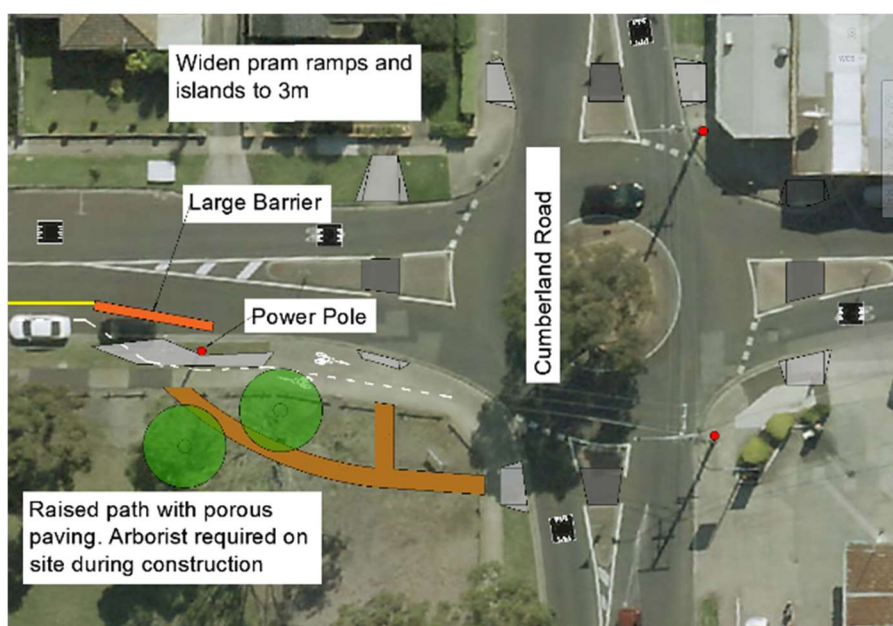 Widen pram ramps and
islands to 3m
Large Barrier
Power Pole
Cumberland Road
Raised path with porous
paving. Arborist required on
site during construction